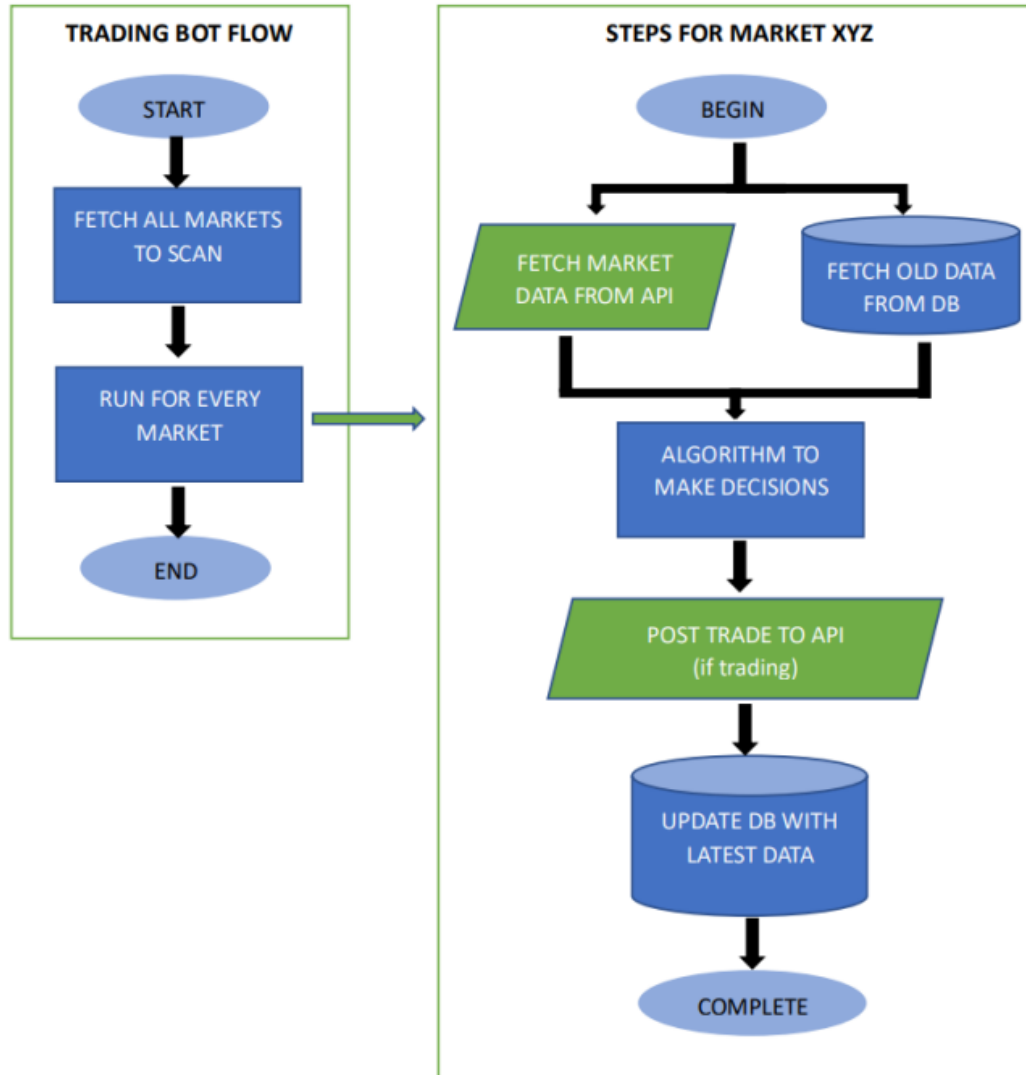 TRADING BOT FLOW
START
FETCH ALL MARKETS
TO SCAN
RUN FOR EVERY
MARKET
END
STEPS FOR MARKET XYZ
BEGIN
FETCH MARKET
DATA FROM API
FETCH OLD DATA
FROM DB
ALGORITHM TO
MAKE DECISIONS
POST TRADE TO API
(if trading)
UPDATE DB WITH
LATEST DATA
COMPLETE